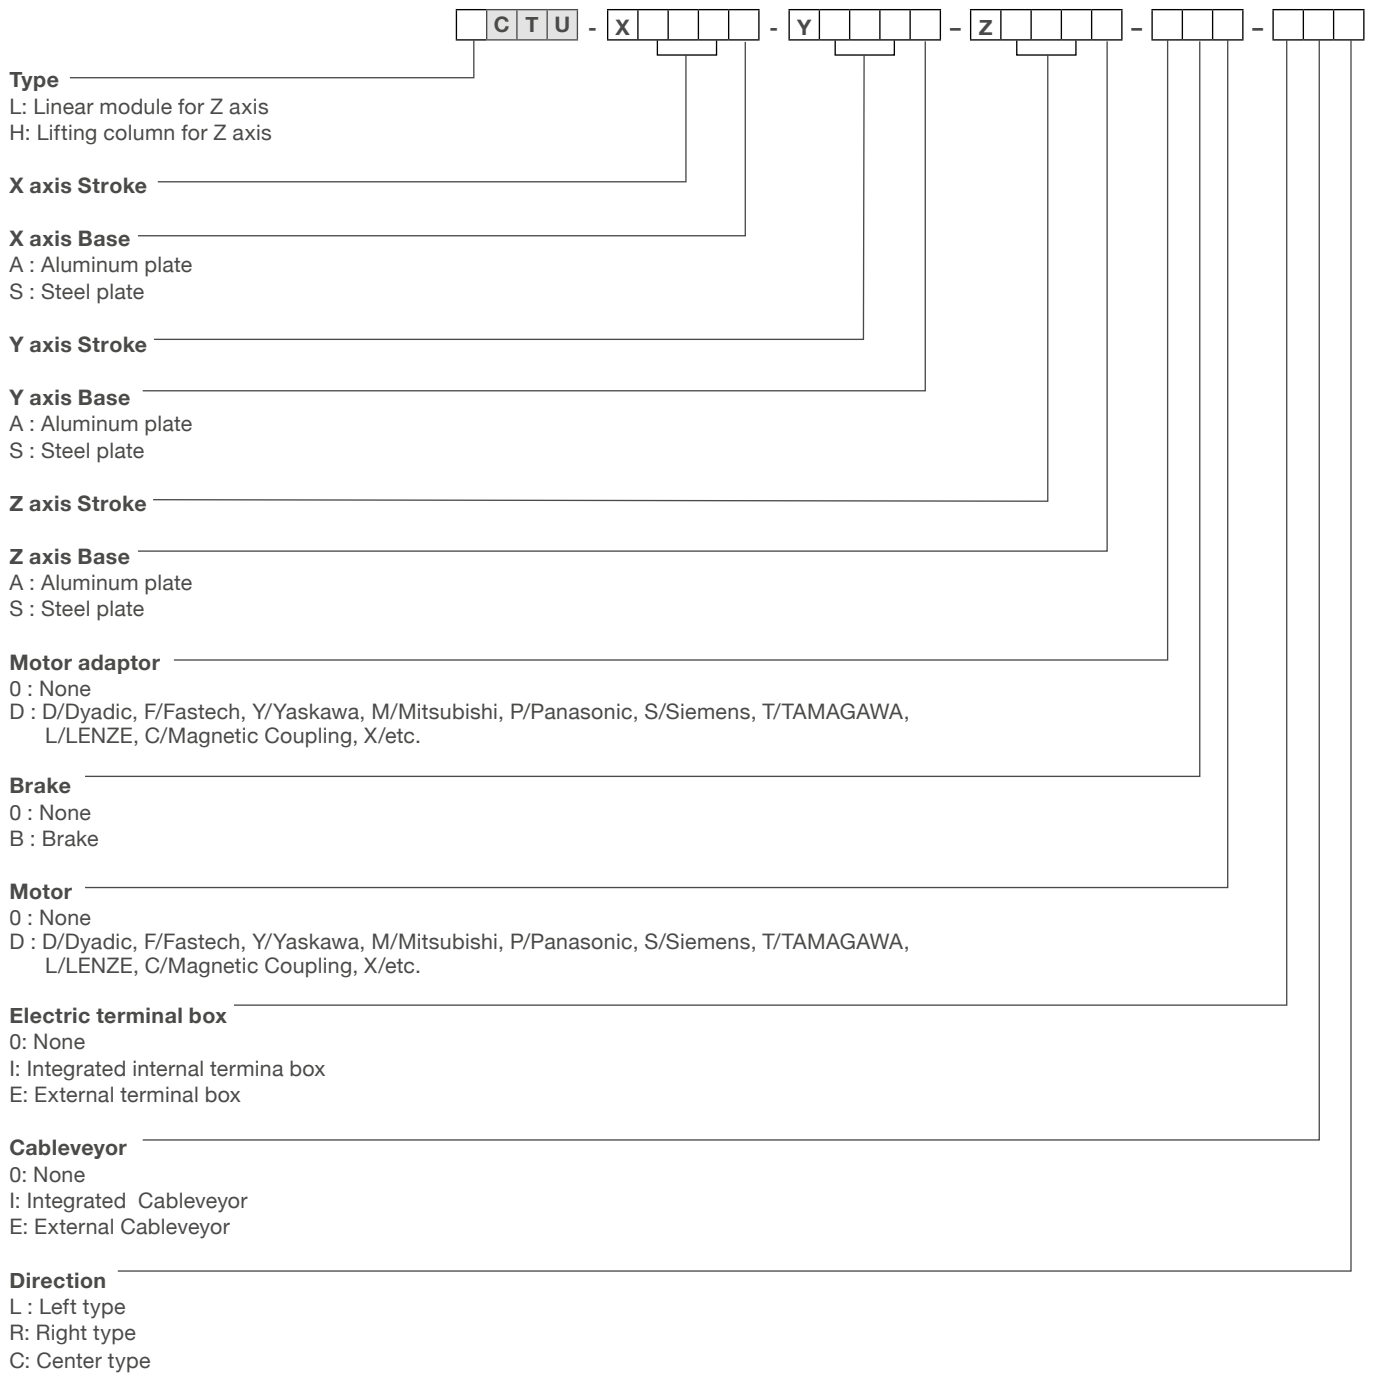 C T U - X - Y – Z – –
Type
L: Linear module for Z axis
H: Lifting column for Z axis
X axis Stroke
X axis Base
A : Aluminum plate
S : Steel plate
Y axis Stroke
Y axis Base
A : Aluminum plate
S : Steel plate
Z axis Stroke
Z axis Base
A : Aluminum plate
S : Steel plate
Motor adaptor
0 : None
D : D/Dyadic, F/Fastech, Y/Yaskawa, M/Mitsubishi, P/Panasonic, S/Siemens, T/TAMAGAWA,
L/LENZE, C/Magnetic Coupling, X/etc.
Brake
0 : None
B : Brake
Motor
0 : None
D : D/Dyadic, F/Fastech, Y/Yaskawa, M/Mitsubishi, P/Panasonic, S/Siemens, T/TAMAGAWA,
L/LENZE, C/Magnetic Coupling, X/etc.
Electric terminal box
0: None
I: Integrated internal termina box
E: External terminal box
Cableveyor
0: None
I: Integrated  Cableveyor
E: External Cableveyor
Direction
L : Left type
R: Right type
C: Center type